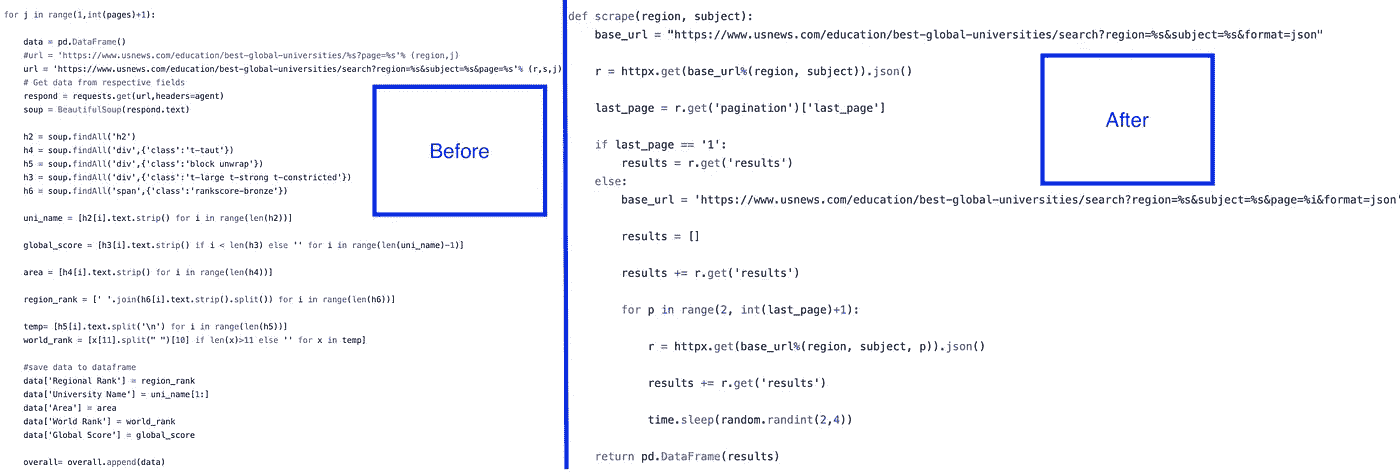 for j in range(1,int(pages)+1):
data = pd.DataFrame()
#url = 'https://www.usnews.com/education/best-global-universities/%s?page=%s'% (region,j)
url = 'https://www.usnews.com/education/best-global-universities/search?region=%s&subject=%s&page=%s'% (r,s,j)
# Get data from respective fields
respond = requests.get(url,headers=agent)
soup = BeautifulSoup(respond.text)
h2 = soup.findAll('h2')
h4 = soup.findAll('div',{'class':'t-taut'})
h5 = soup.findAll('div',{'class':'block unwrap'})
h3 = soup.findAll('div',{'class':'t-large t-strong t-constricted'})
h6 = soup.findAll('span',{'class':'rankscore-bronze'})
uni_name = [h2[i].text.strip() for i in range(len(h2))]
global_score = [h3[i].text.strip() if i < len(h3) else '' for i in range(len(uni_name)-1)]
area = [h4[i].text.strip() for i in range(len(h4))]
region_rank = [' '.join(h6[i].text.strip().split()) for i in range(len(h6))]
temp= [h5[i].text.split('\n') for i in range(len(h5))]
world_rank = [x[11].split(" ")[10] if len(x)>11 else '' for x in temp]
#save data to dataframe
data['Regional Rank'] = region_rank
data['University Name'] = uni_name[1:]
data['Area'] = area
data['World Rank'] = world_rank
data['Global Score'] = global_score
overall= overall.append(data)
Before
def scrape(region, subject):
base_url = "https://www.usnews.com/education/best-global-universities/search?region=%s&subject=%s&format=json"
r = httpx.get(base_url%(region, subject)).json()
last_page = r.get('pagination')['last_page']
if last_page == '1':
results = r.get('results')
else:
base_url = 'https://www.usnews.com/education/best-global-universities/search?region=%s&subject=%s&page=%i&format=json'
results = []
results += r.get('results')
for p in range(2, int(last_page)+1):
r = httpx.get(base_url%(region, subject, p)).json()
results += r.get('results')
time.sleep(random.randint(2,4))
return pd.DataFrame(results)
After